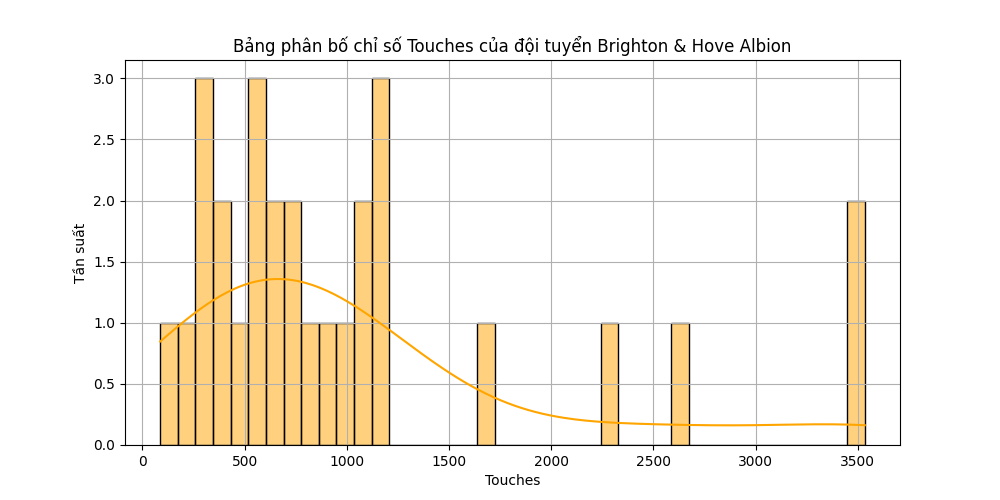 Bảng phân bố chỉ số Touches của đội tuyển Brighton & Hove Albion
Tần suất
3.0
2.5
2.0
1.5
1.0
0.5
0.0
0 500 1000 1500 2000 2500 3000 3500
Touches